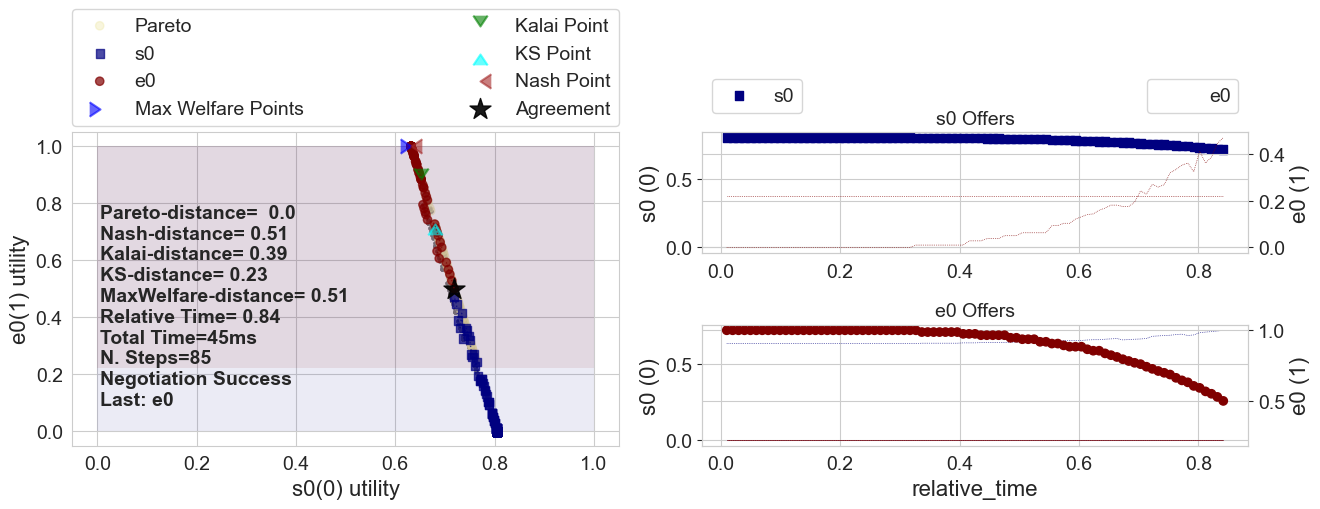 Pareto
s0
e0
Max Welfare Points
Kalai Point
KS Point
Nash Point
Agreement
1.0
0.8
0.6
0.4
0.2
0.0
e0(1) utility
Pareto-distance=  0.0
Nash-distance= 0.51
Kalai-distance= 0.39
KS-distance= 0.23
MaxWelfare-distance= 0.51
Relative Time= 0.84
Total Time=45ms
N. Steps=85
Negotiation Success
Last: e0
0.0 0.2 0.4 0.6 0.8 1.0
s0(0) utility
s0
e0
s0 Offers
s0 (0)
0.5
0.0
0.4
0.2
0.0
e0 (1)
0.0 0.2 0.4 0.6 0.8
e0 Offers
s0 (0)
0.5
0.0
1.0
0.5
e0 (1)
0.0 0.2 0.4 0.6 0.8
relative_time